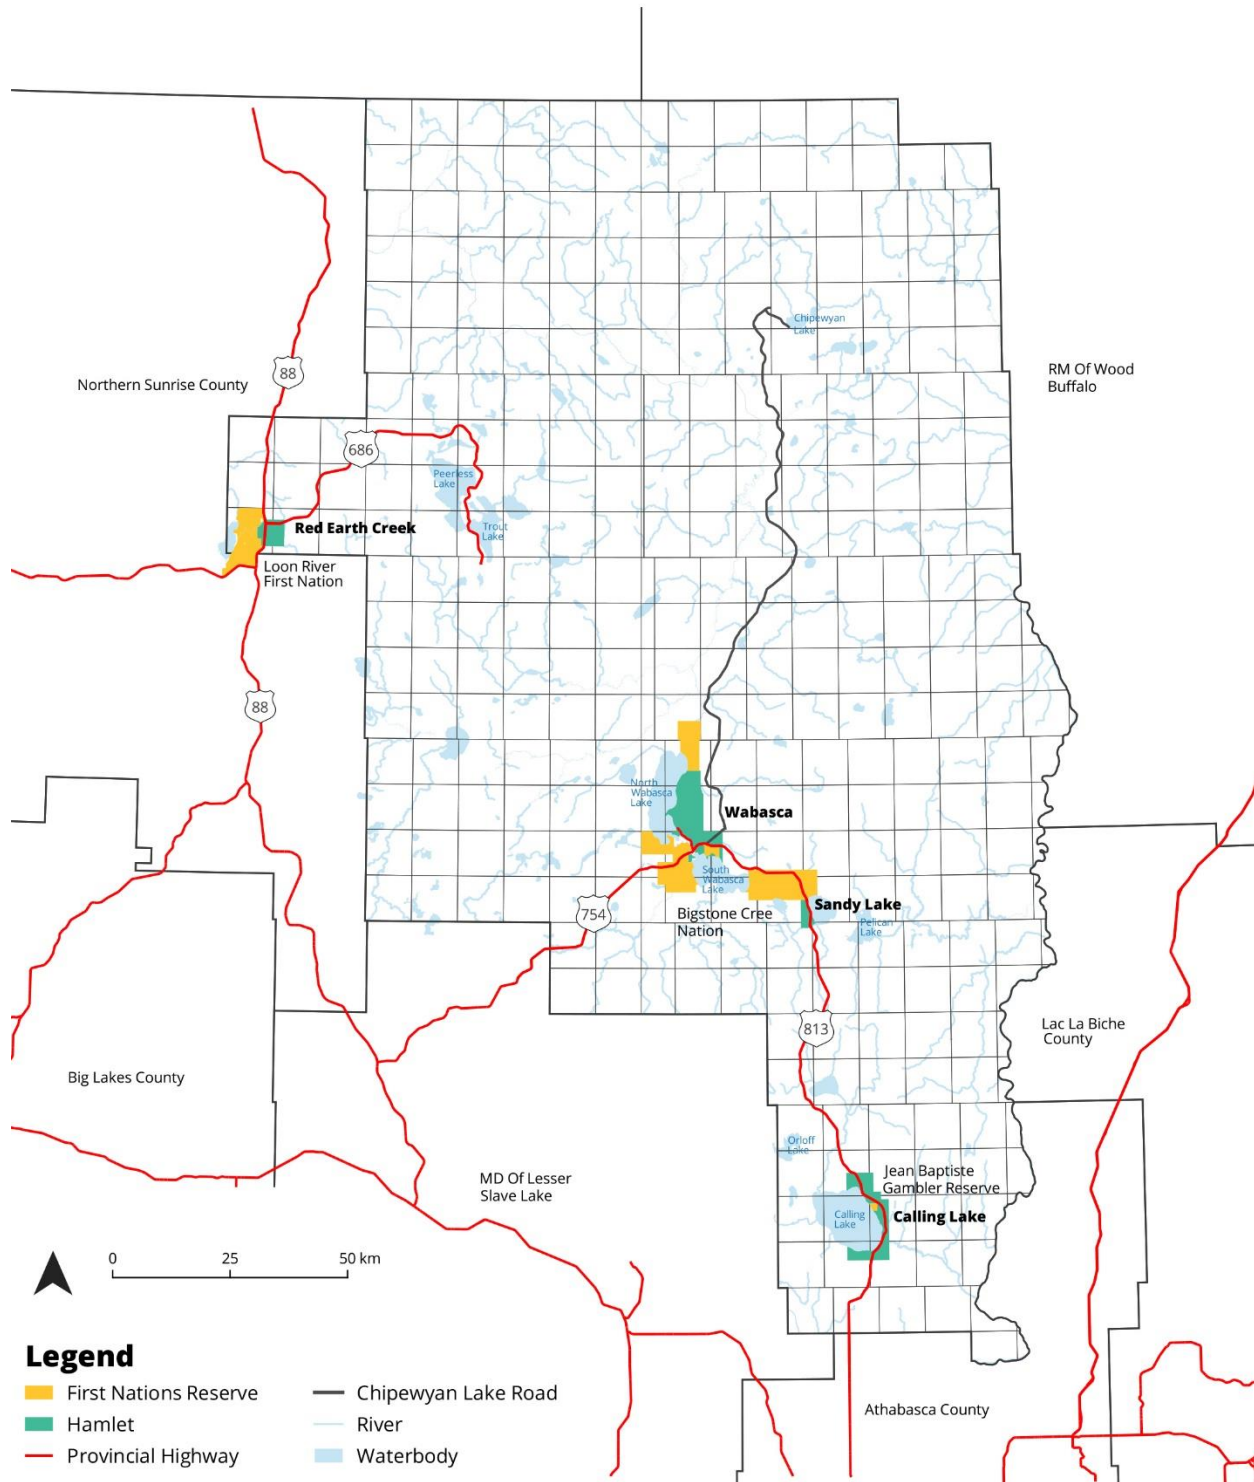 Chipewyan
Lake
RM Of Wood
Buffalo
88
Northern Sunrise County
686
Peerless
Lake
Red Earth Creek
Trout
Lake
Loon River
First Nation
88
North
Wabasca
Lake
Wabasca
South
Wabasca
Lake
Sandy Lake
754
Bigstone Cree
Nation
Pelican
Lake
813
Lac La Biche
County
Big Lakes County
Orloff
Lake
MD Of Lesser
Slave Lake
Jean Baptiste
Gambler Reserve
Calling
Lake
Calling Lake
0 25 50 km
Legend
First Nations Reserve
Hamlet
Provincial Highway
Chipewyan Lake Road
River
Waterbody
Athabasca County